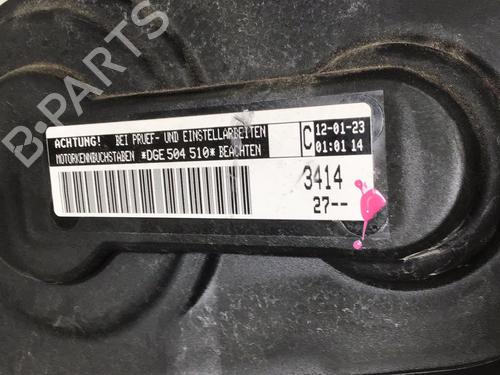 B-PARTS
ACHTUNG! BEI PRUEF- UND EINSTELLARBEITEN
MOTORKENNBUCHSTABEN *DGE 504 510* BEACHTEN
C 12-01-23
01:01 14
3414
27--